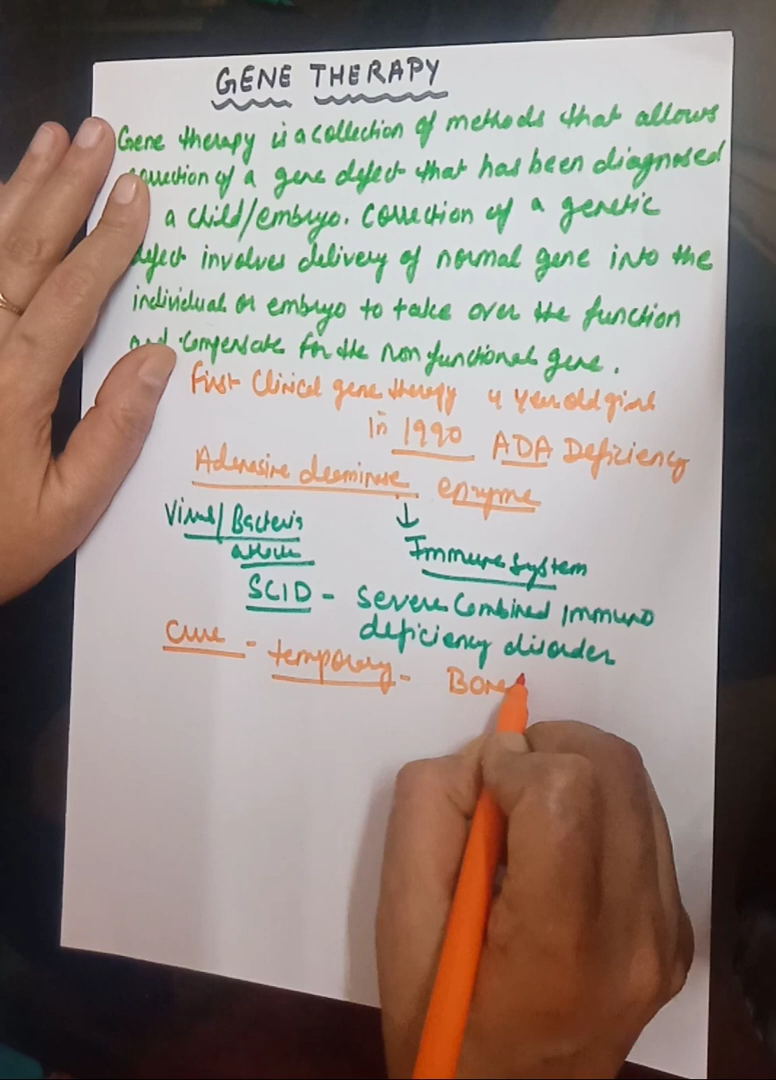 GENE THERAPY
Gene therapy is a collection of methods that allows
correction of a gene defect that has been diagnosed
a child/embryo. Correction of a genetic
defect involves delivery of normal gene into the
individual or embryo to take over the function
and compensate for the non functional gene.
First Clinical gene therapy 4 year old girl
in 1990 ADA Deficiency
Adenosine deaminase enzyme
Virus/Bacteria ↓
attack Immune System
SCID - Severe Combined Immuno
deficiency disorder
Cure - temporary - Bone